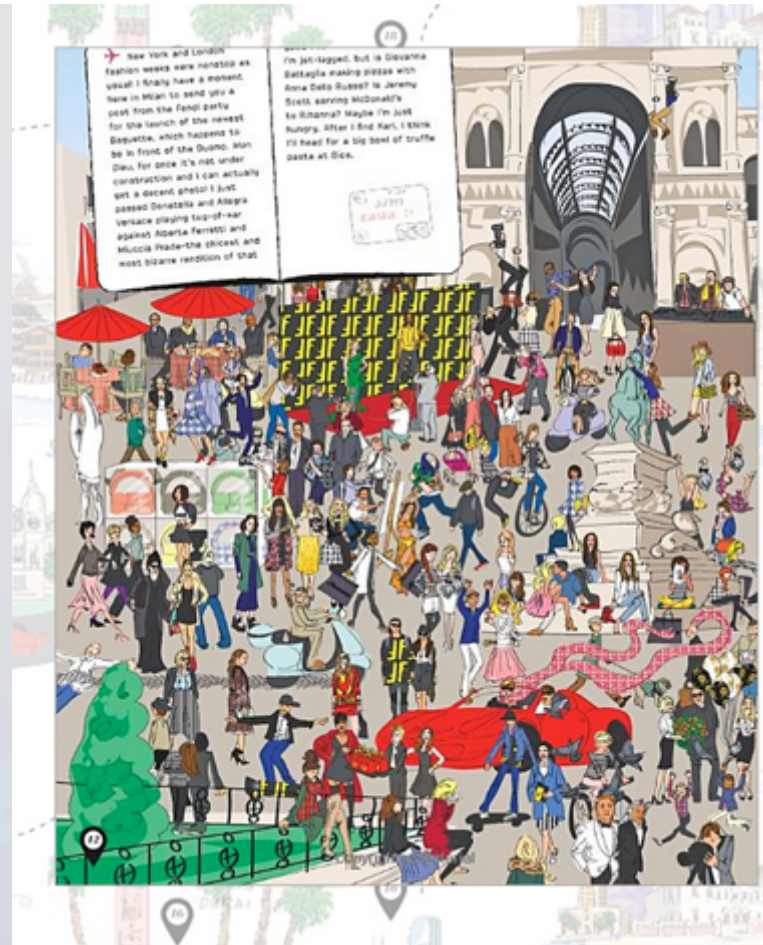 New York and London
fashion weeks were nonstop as
usual! I finally have a moment
here in Milan to send you a
post from the Fendi party
for the launch of the newest
Baguette, which happens to
be in front of the Duomo. Mon
Dieu, for once it's not under
construction and I can actually
get a decent photo! I just
passed Donatella and Allegra
Versace playing tug-of-war
against Alberta Ferretti and
Miuccia Prada—the chicest and
most bizarre rendition of that
I'm jet-lagged, but is Giovanna
Battaglia making pizzas with
Anna Dello Russo? Is Jeremy
Scott serving McDonald's
to Rihanna? Maybe I'm just
hungry. After I find Karl, I think
I'll head for a big bowl of truffle
pasta at Bice.
12
16